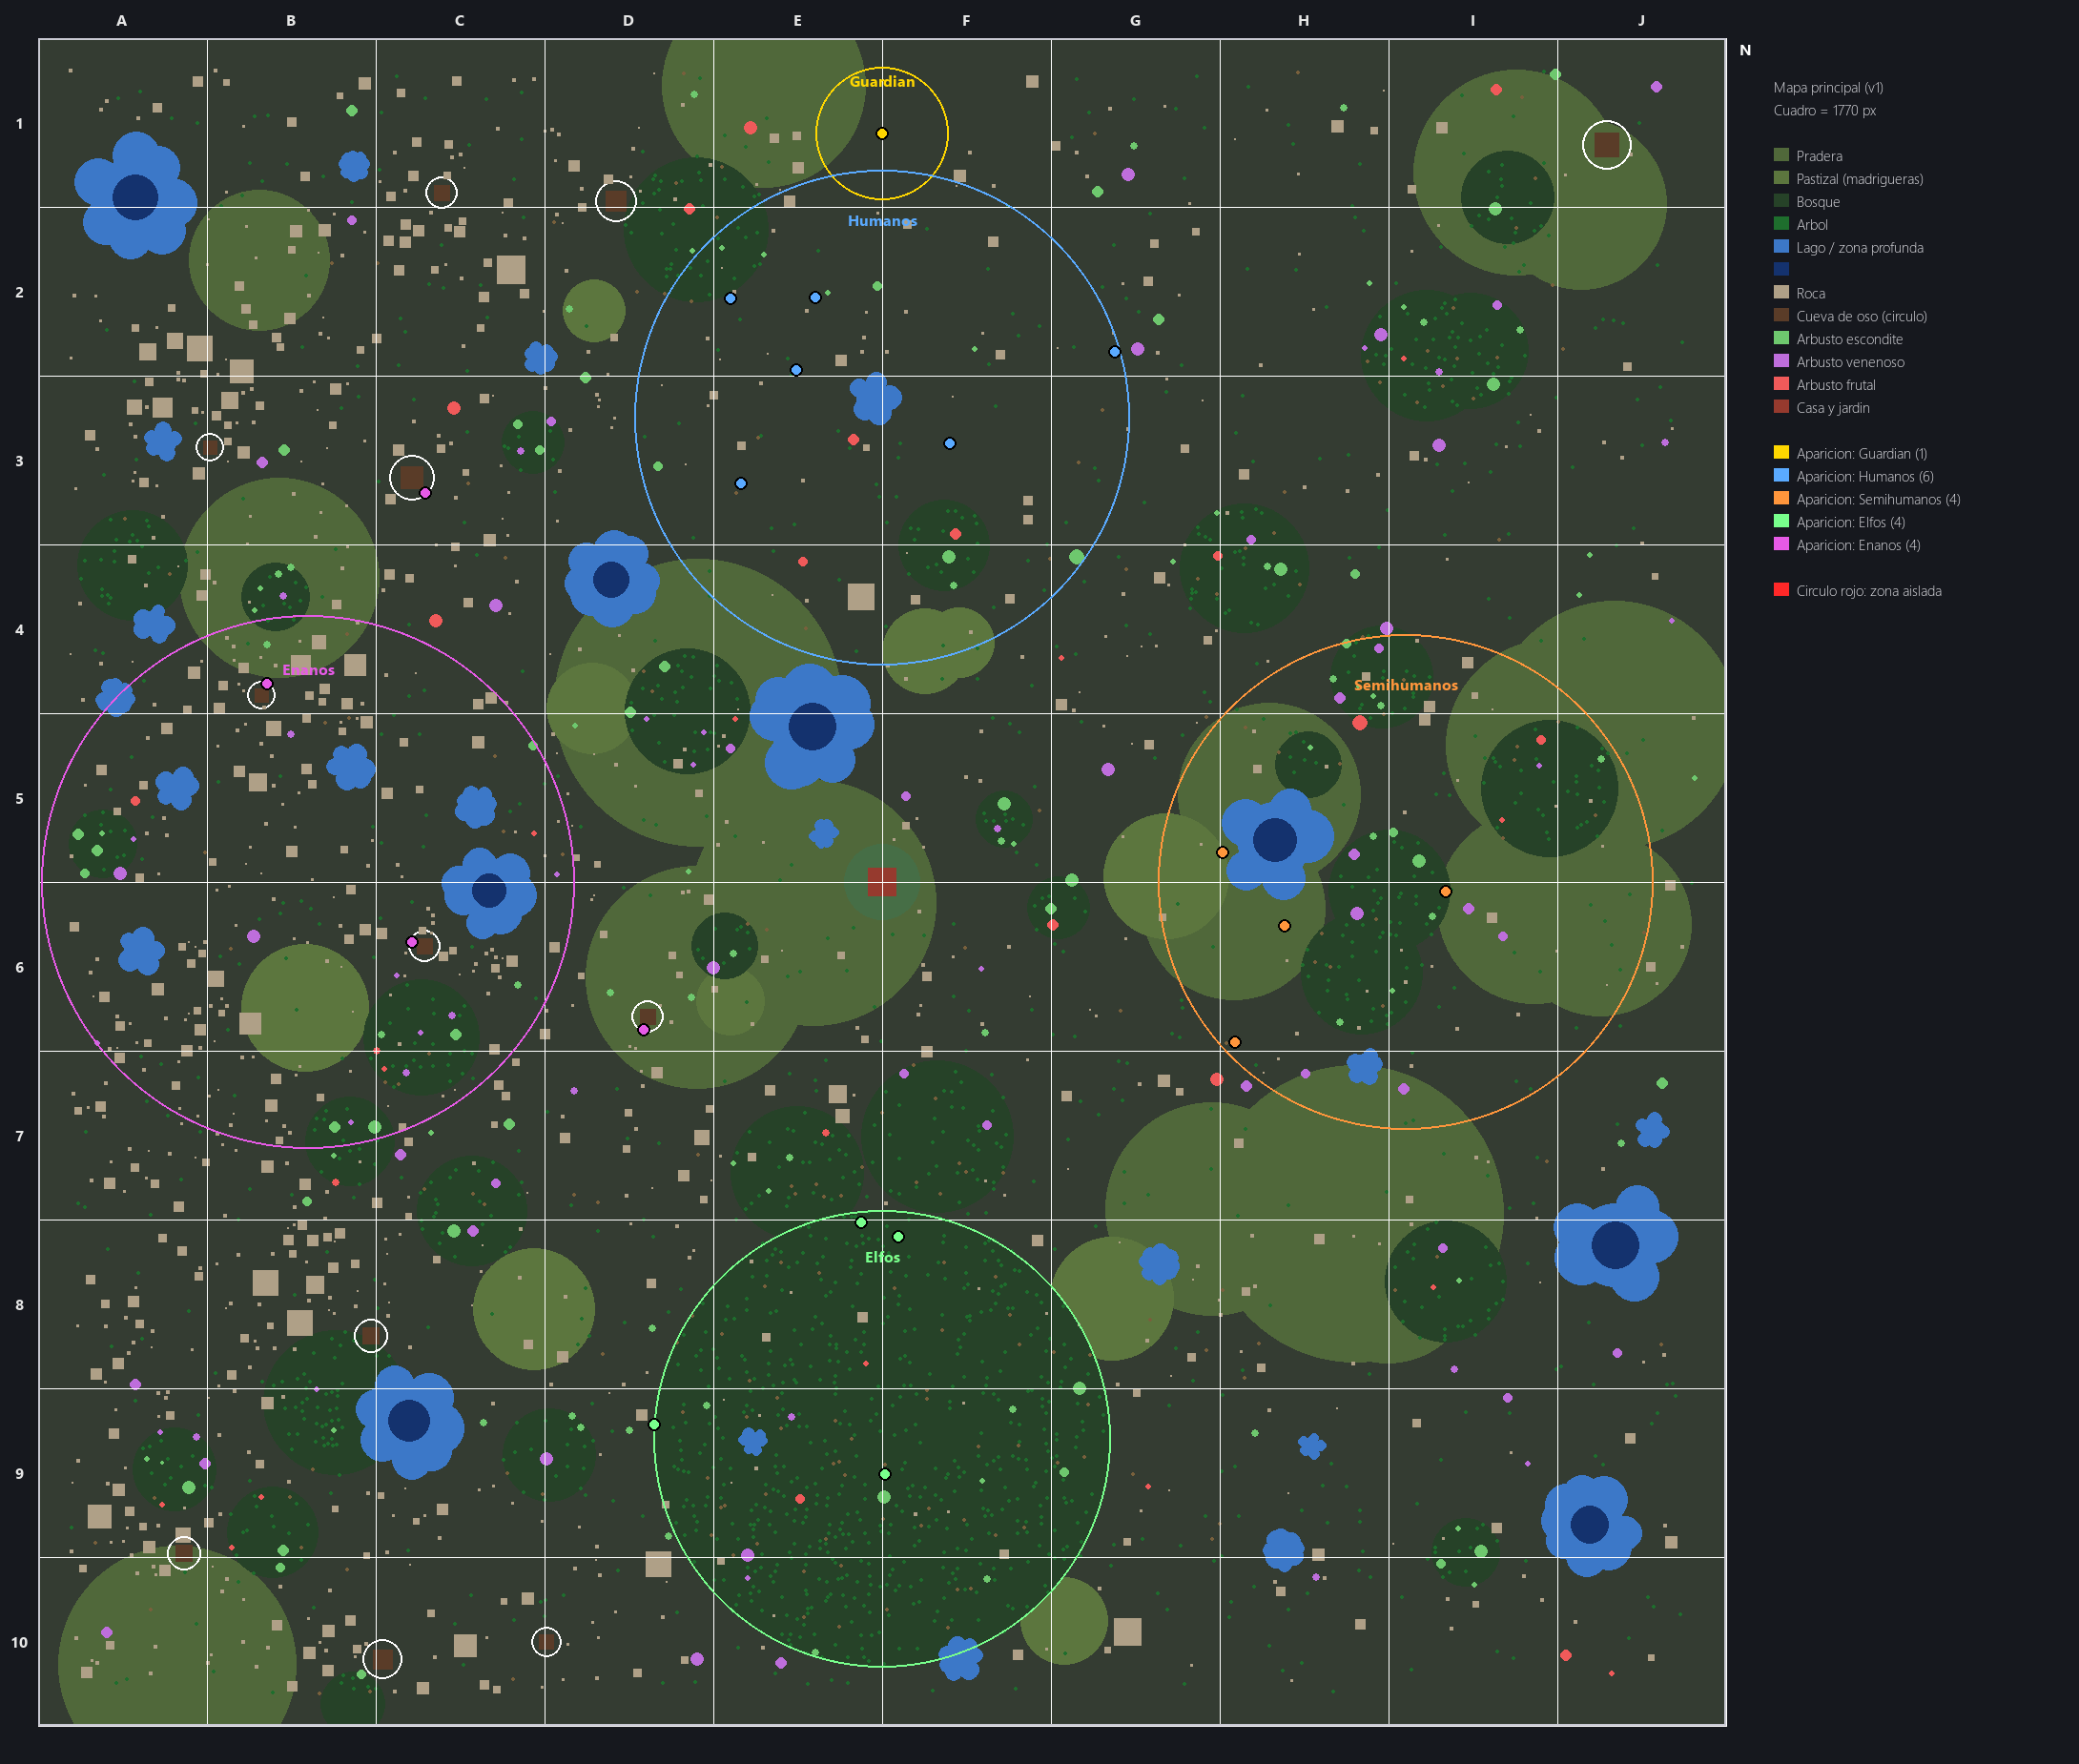 A B C D E F G H I J
N
1
2
3
4
5
6
7
8
9
10
Guardian
Humanos
Enanos
Semihumanos
Elfos
Mapa principal (v1)
Cuadro = 1770 px
Pradera
Pastizal (madrigueras)
Bosque
Arbol
Lago / zona profunda
Roca
Cueva de oso (circulo)
Arbusto escondite
Arbusto venenoso
Arbusto frutal
Casa y jardin
Aparicion: Guardian (1)
Aparicion: Humanos (6)
Aparicion: Semihumanos (4)
Aparicion: Elfos (4)
Aparicion: Enanos (4)
Circulo rojo: zona aislada